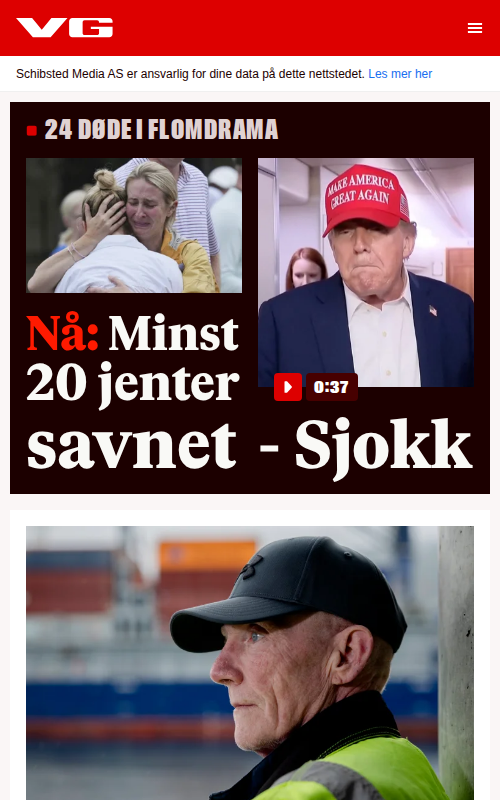 VG
Schibsted Media AS er ansvarlig for dine data på dette nettstedet. Les mer her
24 DØDE I FLOMDRAMA
MAKE AMERICA
GREAT AGAIN
Nå: Minst
20 jenter
0:37
savnet - Sjokk